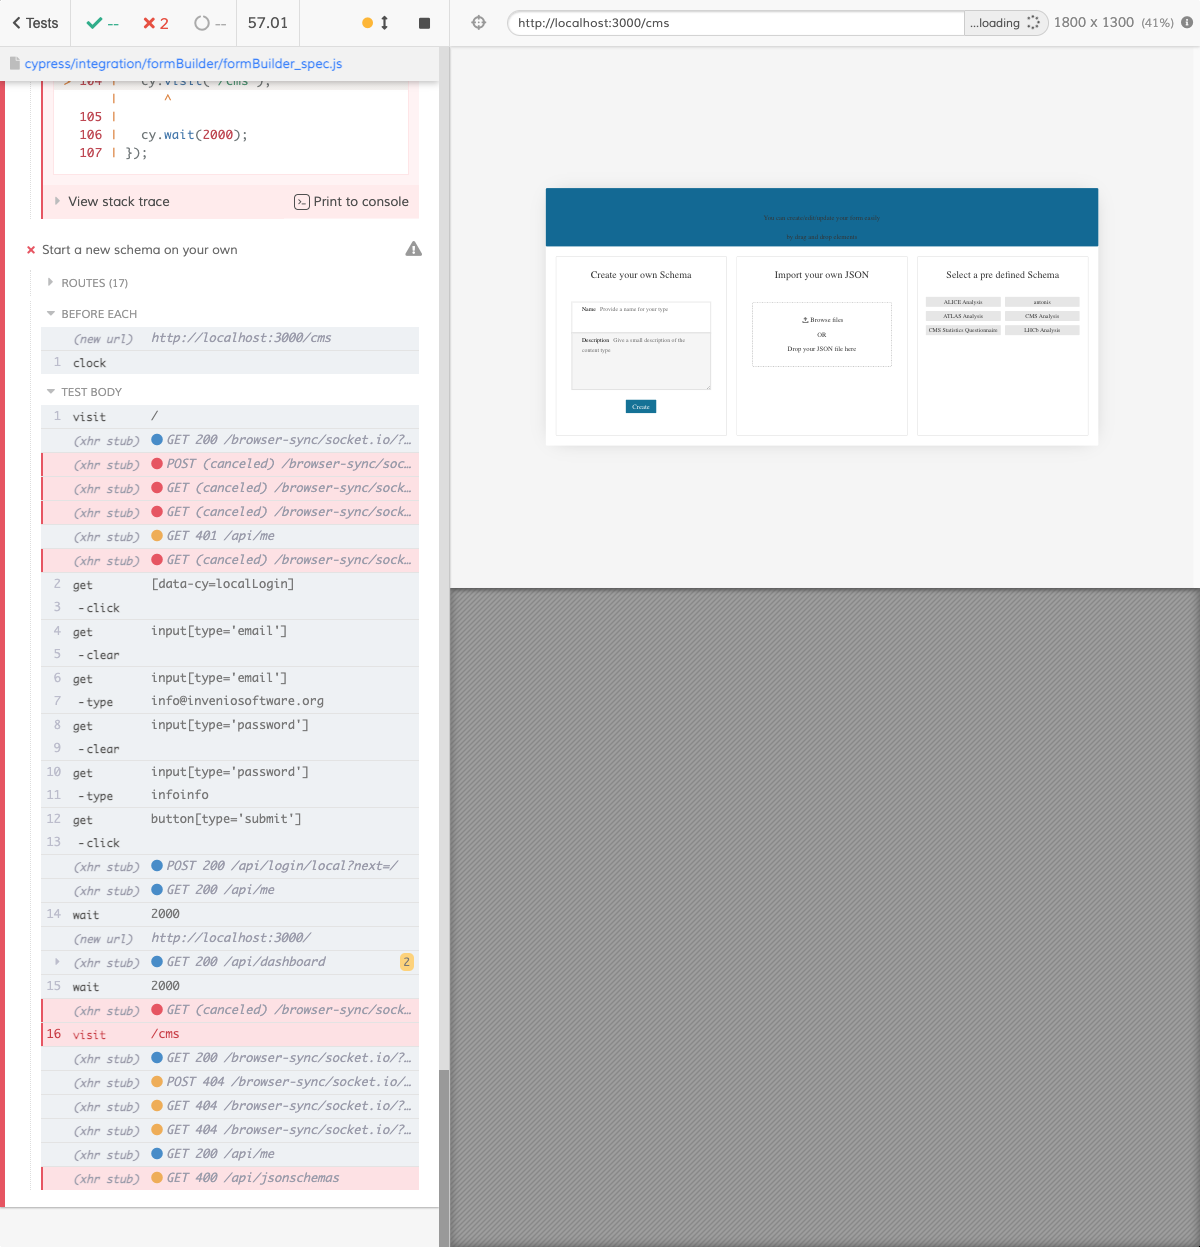 Tests
--
2
--
57.01
http://localhost:3000/cms
...loading
1800 x 1300 (41%)
cypress/integration/formBuilder/formBuilder_spec.js
> 104 | cy.visit("/cms");
| ^
105 |
106 | cy.wait(2000);
107 | });
View stack trace
Print to console
Start a new schema on your own
ROUTES (17)
BEFORE EACH
(new url) http://localhost:3000/cms
1 clock
TEST BODY
1 visit /
(xhr stub) GET 200 /browser-sync/socket.io/?…
(xhr stub) POST (canceled) /browser-sync/soc…
(xhr stub) GET (canceled) /browser-sync/sock…
(xhr stub) GET (canceled) /browser-sync/sock…
(xhr stub) GET 401 /api/me
(xhr stub) GET (canceled) /browser-sync/sock…
2 get [data-cy=localLogin]
3 -click
4 get input[type='email']
5 -clear
6 get input[type='email']
7 -type info@inveniosoftware.org
8 get input[type='password']
9 -clear
10 get input[type='password']
11 -type infoinfo
12 get button[type='submit']
13 -click
(xhr stub) POST 200 /api/login/local?next=/
(xhr stub) GET 200 /api/me
14 wait 2000
(new url) http://localhost:3000/
(xhr stub) GET 200 /api/dashboard 2
15 wait 2000
(xhr stub) GET (canceled) /browser-sync/sock…
16 visit /cms
(xhr stub) GET 200 /browser-sync/socket.io/?…
(xhr stub) POST 404 /browser-sync/socket.io/…
(xhr stub) GET 404 /browser-sync/socket.io/?…
(xhr stub) GET 404 /browser-sync/socket.io/?…
(xhr stub) GET 200 /api/me
(xhr stub) GET 400 /api/jsonschemas
You can create/edit/update your form easily
by drag and drop elements
Create your own Schema
Name Provide a name for your type
Description Give a small description of the
content type
Create
Import your own JSON
Browse files
OR
Drop your JSON file here
Select a pre defined Schema
ALICE Analysis
antonis
ATLAS Analysis
CMS Analysis
CMS Statistics Questionnaire
LHCb Analysis